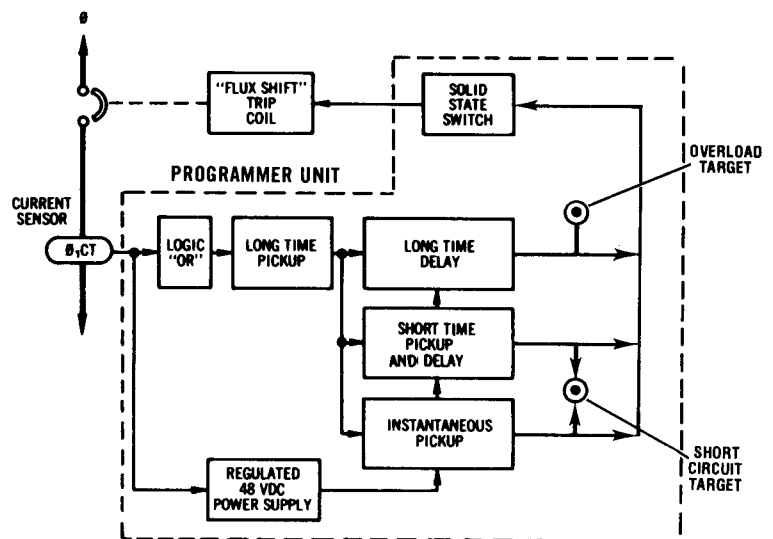 Ø
"FLUX SHIFT"
TRIP
COIL
SOLID
STATE
SWITCH
OVERLOAD
TARGET
PROGRAMMER UNIT
CURRENT
SENSOR
Ø₁CT
LOGIC
"OR"
LONG TIME
PICKUP
LONG TIME
DELAY
SHORT TIME
PICKUP
AND DELAY
INSTANTANEOUS
PICKUP
REGULATED
48 VDC
POWER SUPPLY
SHORT
CIRCUIT
TARGET